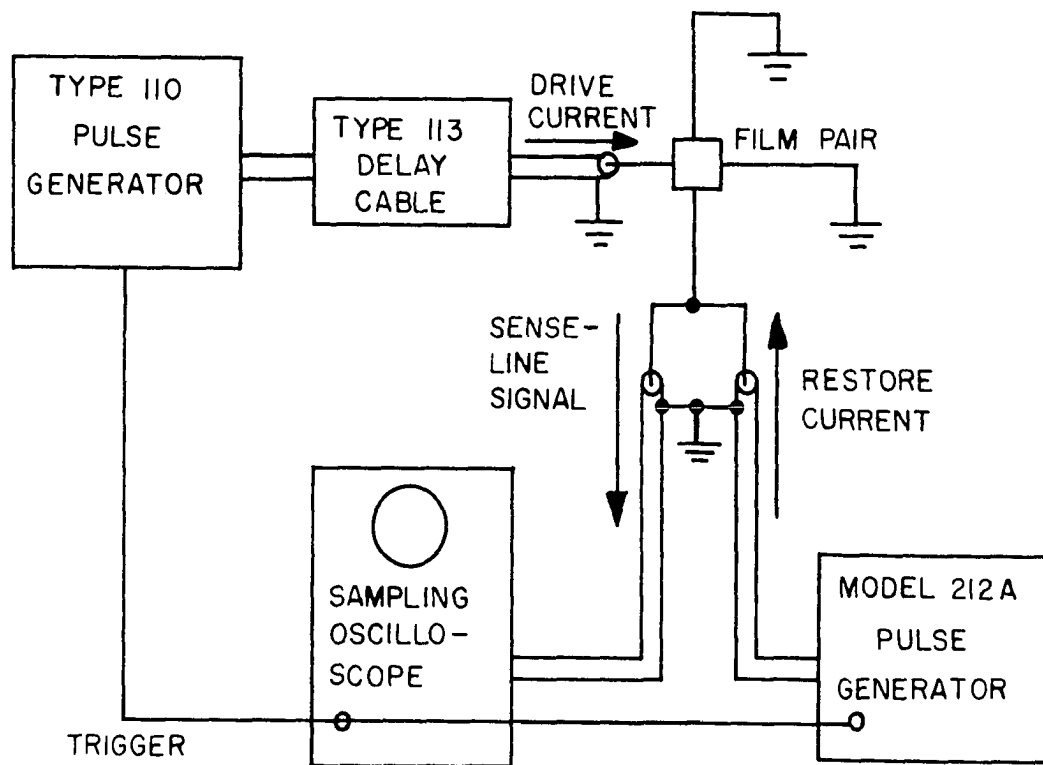 TYPE 110
PULSE
GENERATOR
TYPE 113
DELAY
CABLE
DRIVE
CURRENT
FILM PAIR
SENSE-
LINE
SIGNAL
RESTORE
CURRENT
SAMPLING
OSCILLO-
SCOPE
MODEL 212A
PULSE
GENERATOR
TRIGGER